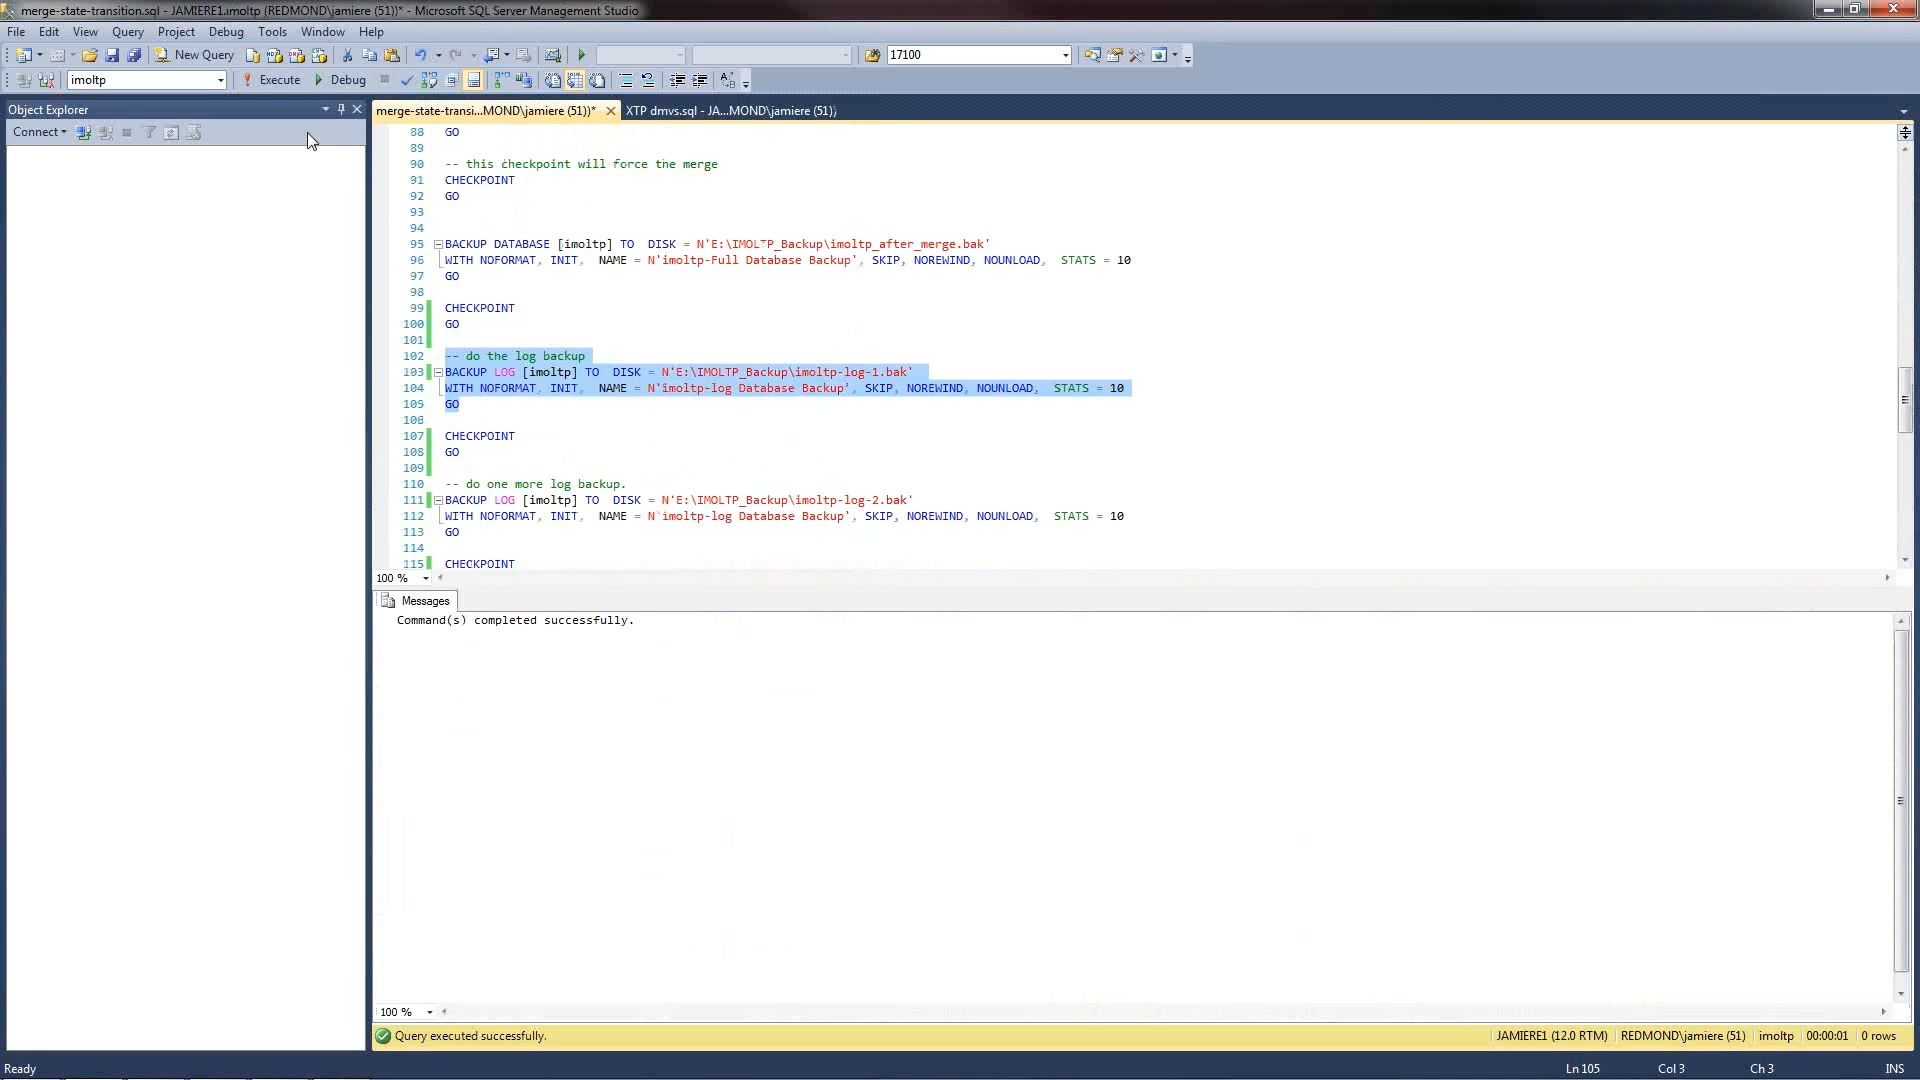 merge-state-transition.sql - JAMIERE1.imoltp (REDMOND\jamiere (51))* - Microsoft SQL Server Management Studio
File Edit View Query Project Debug Tools Window Help
New Query 17100
imoltp Execute Debug
Object Explorer
Connect
merge-state-transi...MOND\jamiere (51))* XTP dmvs.sql - JA...MOND\jamiere (51))
88 GO
89
90 -- this checkpoint will force the merge
91 CHECKPOINT
92 GO
93
94
95 BACKUP DATABASE [imoltp] TO DISK = N'E:\IMOLTP_Backup\imoltp_after_merge.bak'
96 WITH NOFORMAT, INIT, NAME = N'imoltp-Full Database Backup', SKIP, NOREWIND, NOUNLOAD, STATS = 10
97 GO
98
99 CHECKPOINT
100 GO
101
102 -- do the log backup
103 BACKUP LOG [imoltp] TO DISK = N'E:\IMOLTP_Backup\imoltp-log-1.bak'
104 WITH NOFORMAT, INIT, NAME = N'imoltp-log Database Backup', SKIP, NOREWIND, NOUNLOAD, STATS = 10
105 GO
106
107 CHECKPOINT
108 GO
109
110 -- do one more log backup.
111 BACKUP LOG [imoltp] TO DISK = N'E:\IMOLTP_Backup\imoltp-log-2.bak'
112 WITH NOFORMAT, INIT, NAME = N'imoltp-log Database Backup', SKIP, NOREWIND, NOUNLOAD, STATS = 10
113 GO
114
115 CHECKPOINT
100 %
Messages
Command(s) completed successfully.
100 %
Query executed successfully. JAMIERE1 (12.0 RTM) REDMOND\jamiere (51) imoltp 00:00:01 0 rows
Ready Ln 105 Col 3 Ch 3 INS